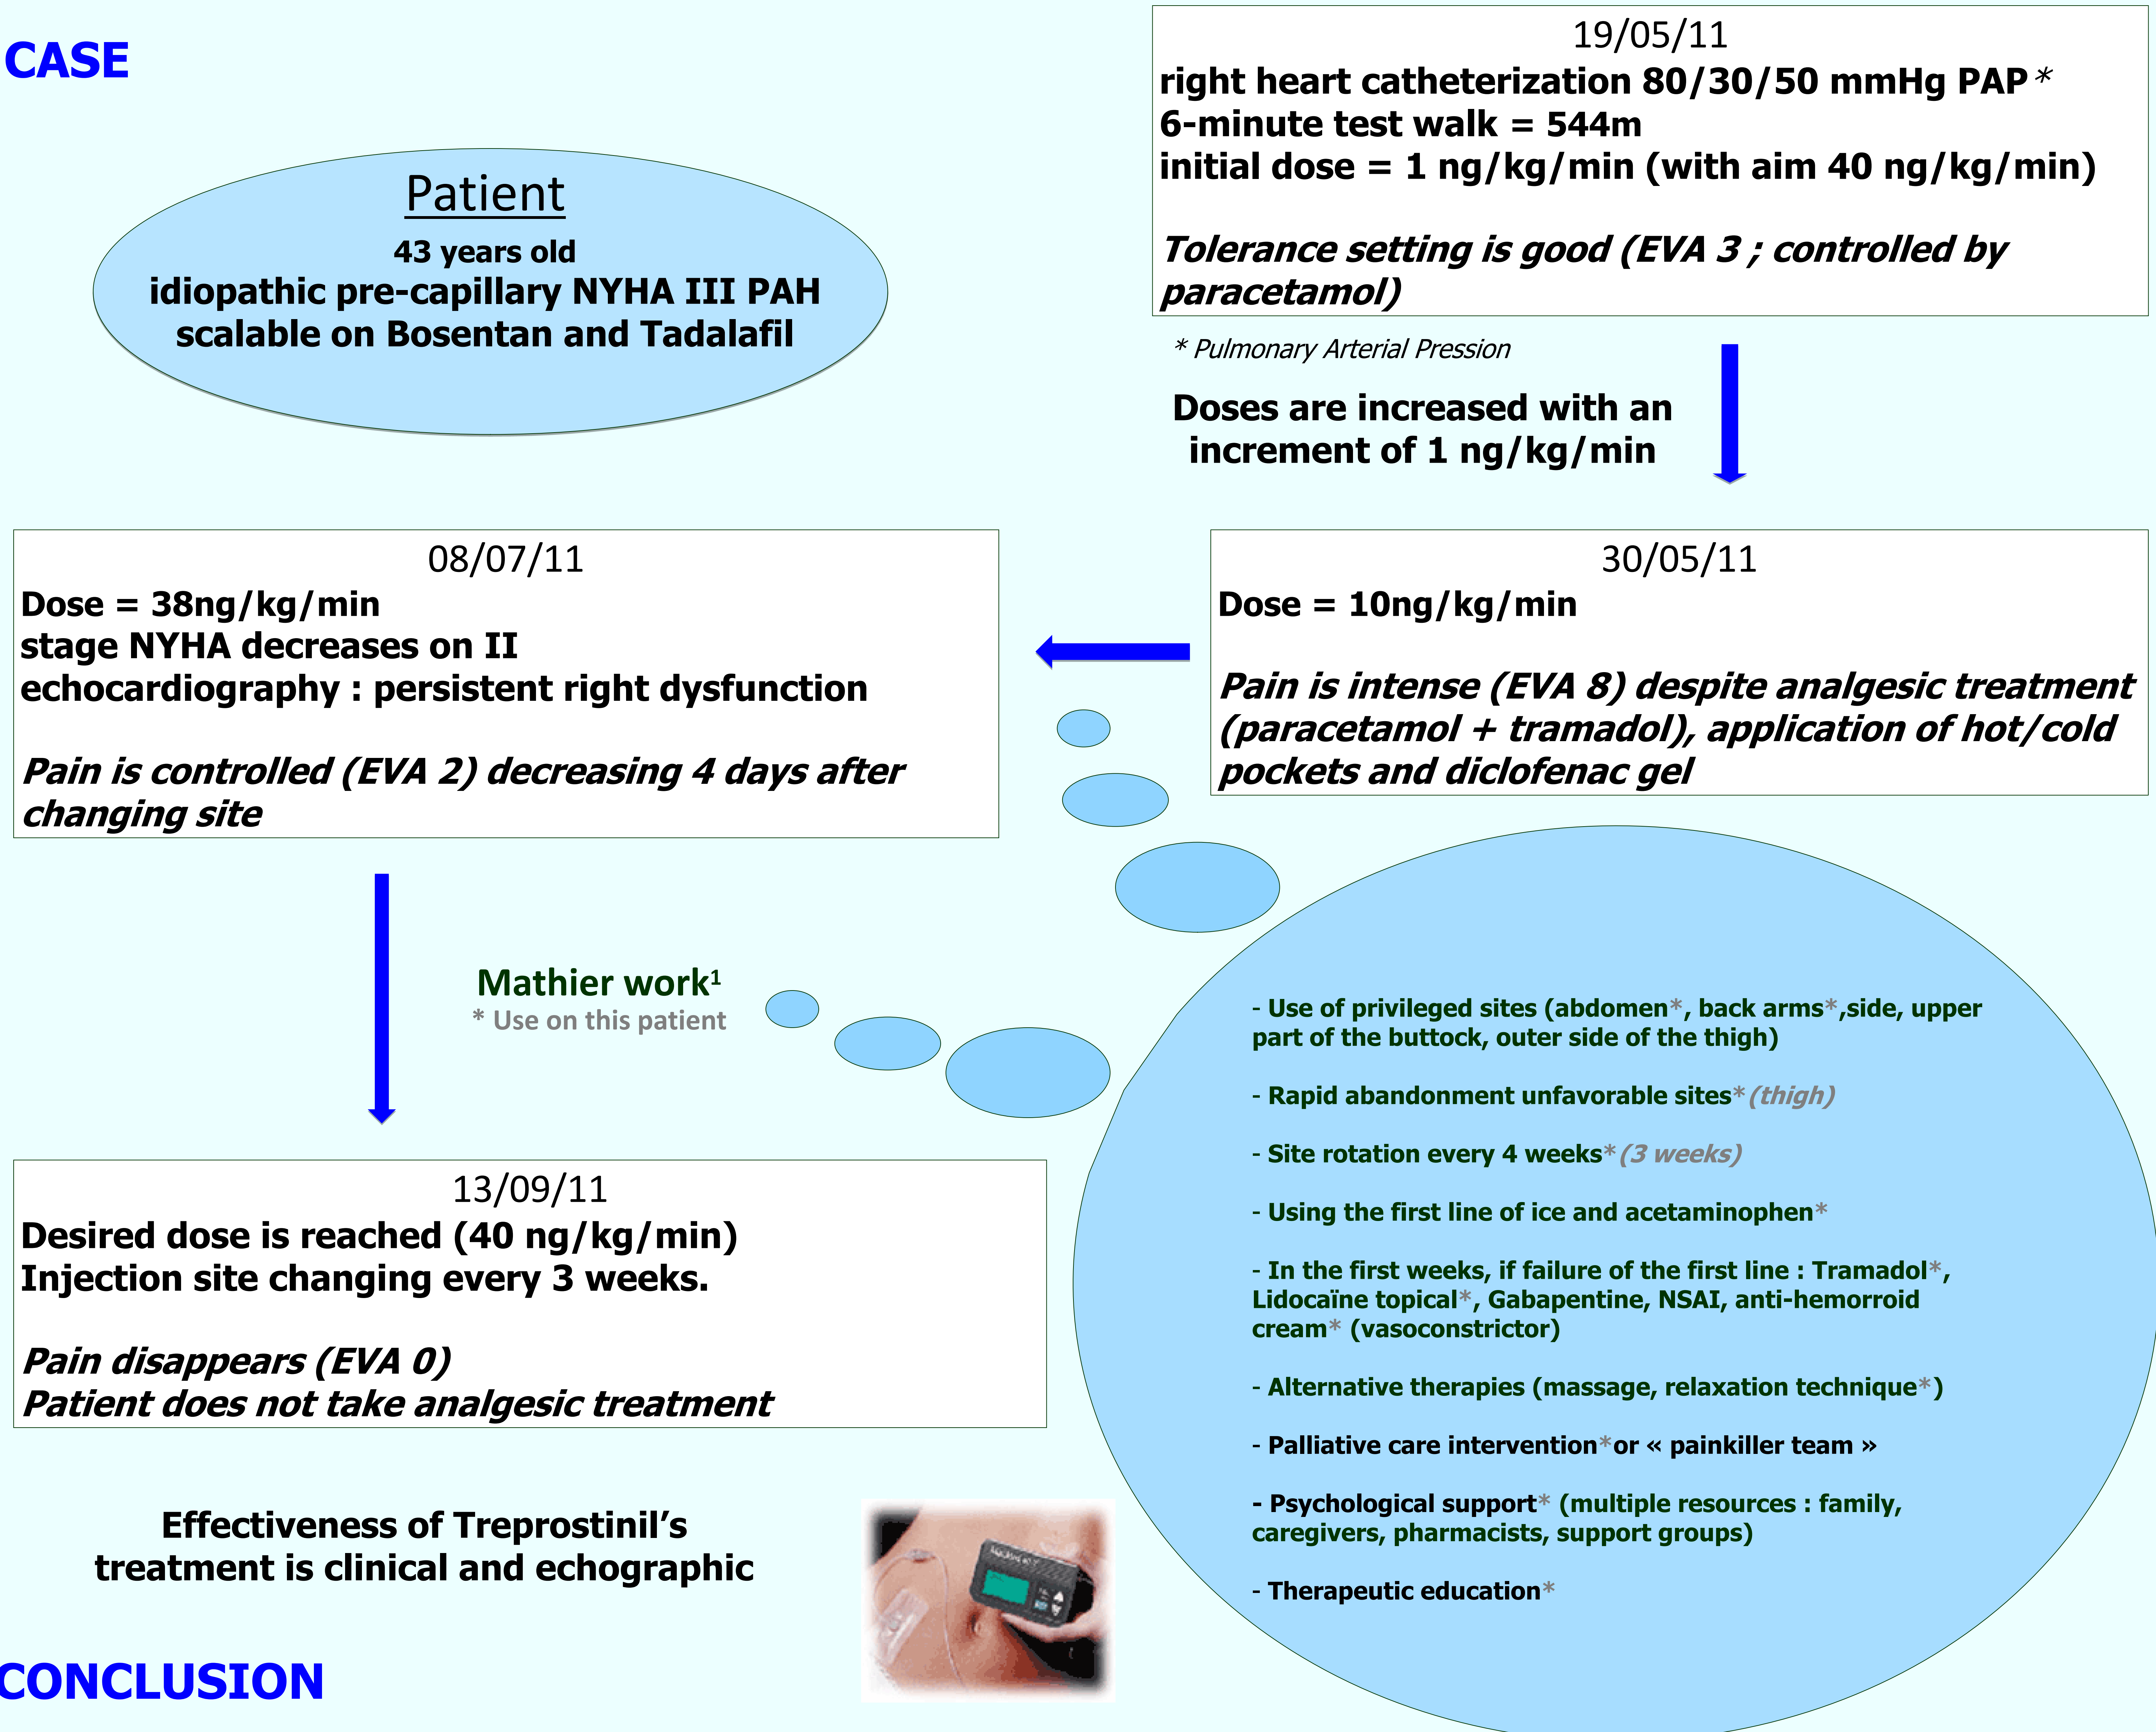 CASE
Patient
43 years old
idiopathic pre-capillary NYHA III PAH
scalable on Bosentan and Tadalafil
19/05/11
right heart catheterization 80/30/50 mmHg PAP*
6-minute test walk = 544m
initial dose = 1 ng/kg/min (with aim 40 ng/kg/min)
Tolerance setting is good (EVA 3 ; controlled by
paracetamol)
* Pulmonary Arterial Pression
Doses are increased with an
increment of 1 ng/kg/min
30/05/11
Dose = 10ng/kg/min
Pain is intense (EVA 8) despite analgesic treatment
(paracetamol + tramadol), application of hot/cold
pockets and diclofenac gel
08/07/11
Dose = 38ng/kg/min
stage NYHA decreases on II
echocardiography : persistent right dysfunction
Pain is controlled (EVA 2) decreasing 4 days after
changing site
Mathier work¹
* Use on this patient
- Use of privileged sites (abdomen*, back arms*,side, upper
part of the buttock, outer side of the thigh)
- Rapid abandonment unfavorable sites*(thigh)
- Site rotation every 4 weeks*(3 weeks)
- Using the first line of ice and acetaminophen*
- In the first weeks, if failure of the first line : Tramadol*,
Lidocaïne topical*, Gabapentine, NSAI, anti-hemorroid
cream* (vasoconstrictor)
- Alternative therapies (massage, relaxation technique*)
- Palliative care intervention*or « painkiller team »
- Psychological support* (multiple resources : family,
caregivers, pharmacists, support groups)
- Therapeutic education*
13/09/11
Desired dose is reached (40 ng/kg/min)
Injection site changing every 3 weeks.
Pain disappears (EVA 0)
Patient does not take analgesic treatment
Effectiveness of Treprostinil’s
treatment is clinical and echographic
CONCLUSION